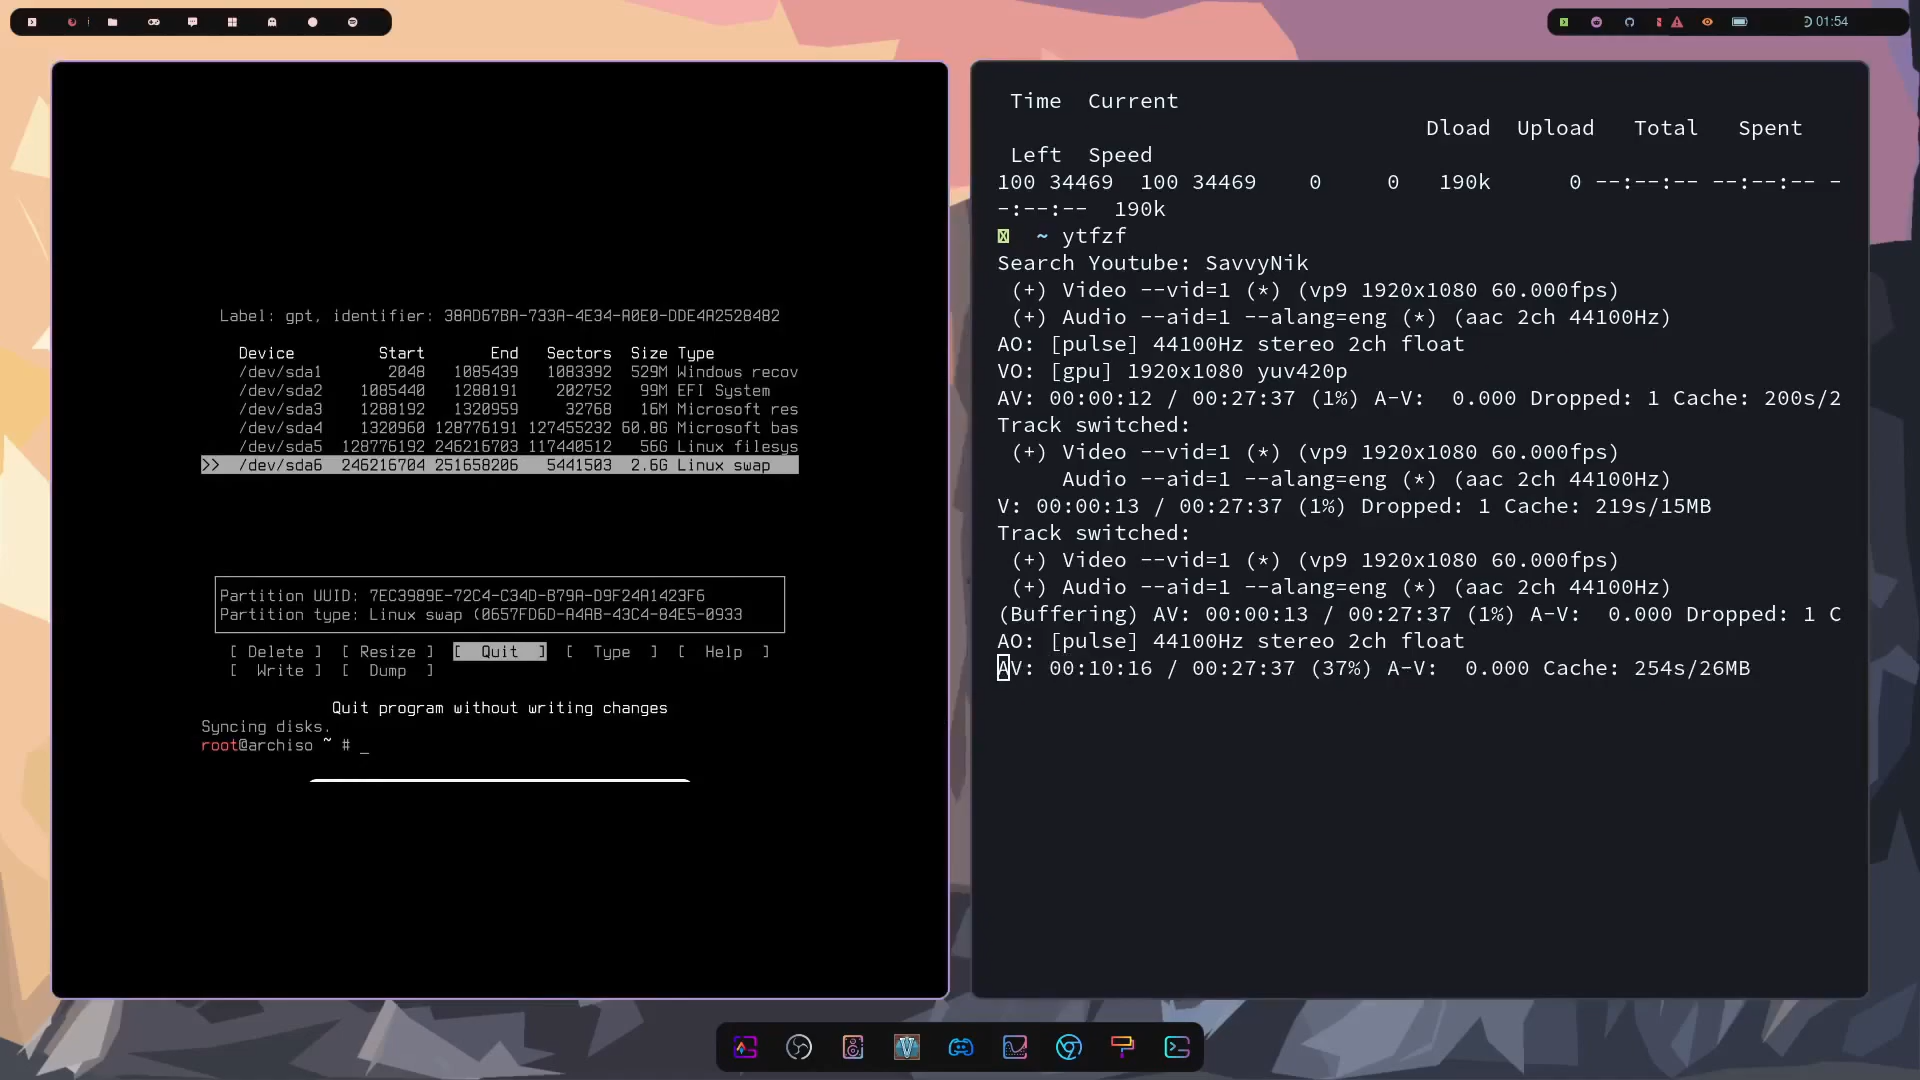 01:54
Label: gpt, identifier: 38AD67BA-733A-4E34-A0E0-DDE4A2528482
Device Start End Sectors Size Type
/dev/sda1 2048 1085439 1083392 529M Windows recov
/dev/sda2 1085440 1288191 202752 99M EFI System
/dev/sda3 1288192 1320959 32768 16M Microsoft res
/dev/sda4 1320960 128776191 127455232 60.8G Microsoft bas
/dev/sda5 128776192 246216703 117440512 56G Linux filesys
>> /dev/sda6 246216704 251658206 5441503 2.6G Linux swap
Partition UUID: 7EC3989E-72C4-C34D-B79A-D9F24A1423F6
Partition type: Linux swap (0657FD6D-A4AB-43C4-84E5-0933
[ Delete ] [ Resize ] [ Quit ] [ Type ] [ Help ]
[ Write ] [ Dump ]
Quit program without writing changes
Syncing disks.
root@archiso ~ # _
Time Current
Dload Upload Total Spent
Left Speed
100 34469 100 34469 0 0 190k 0 --:--:-- --:--:-- -
-:--:-- 190k
~ ytfzf
Search Youtube: SavvyNik
(+) Video --vid=1 (*) (vp9 1920x1080 60.000fps)
(+) Audio --aid=1 --alang=eng (*) (aac 2ch 44100Hz)
AO: [pulse] 44100Hz stereo 2ch float
VO: [gpu] 1920x1080 yuv420p
AV: 00:00:12 / 00:27:37 (1%) A-V: 0.000 Dropped: 1 Cache: 200s/2
Track switched:
(+) Video --vid=1 (*) (vp9 1920x1080 60.000fps)
Audio --aid=1 --alang=eng (*) (aac 2ch 44100Hz)
V: 00:00:13 / 00:27:37 (1%) Dropped: 1 Cache: 219s/15MB
Track switched:
(+) Video --vid=1 (*) (vp9 1920x1080 60.000fps)
(+) Audio --aid=1 --alang=eng (*) (aac 2ch 44100Hz)
(Buffering) AV: 00:00:13 / 00:27:37 (1%) A-V: 0.000 Dropped: 1 C
AO: [pulse] 44100Hz stereo 2ch float
AV: 00:10:16 / 00:27:37 (37%) A-V: 0.000 Cache: 254s/26MB